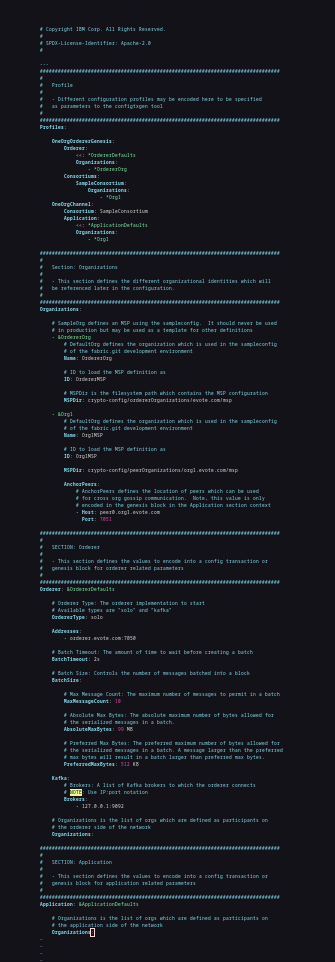 # Copyright IBM Corp. All Rights Reserved.
#
# SPDX-License-Identifier: Apache-2.0
#

---
################################################################################
#
#   Profile
#
#   - Different configuration profiles may be encoded here to be specified
#   as parameters to the configtxgen tool
#
################################################################################
Profiles:

    OneOrgOrdererGenesis:
        Orderer:
            <<: *OrdererDefaults
            Organizations:
                - *OrdererOrg
        Consortiums:
            SampleConsortium:
                Organizations:
                    - *Org1
    OneOrgChannel:
        Consortium: SampleConsortium
        Application:
            <<: *ApplicationDefaults
            Organizations:
                - *Org1

################################################################################
#
#   Section: Organizations
#
#   - This section defines the different organizational identities which will
#   be referenced later in the configuration.
#
################################################################################
Organizations:

    # SampleOrg defines an MSP using the sampleconfig.  It should never be used
    # in production but may be used as a template for other definitions
    - &OrdererOrg
        # DefaultOrg defines the organization which is used in the sampleconfig
        # of the fabric.git development environment
        Name: OrdererOrg

        # ID to load the MSP definition as
        ID: OrdererMSP

        # MSPDir is the filesystem path which contains the MSP configuration
        MSPDir: crypto-config/ordererOrganizations/evote.com/msp

    - &Org1
        # DefaultOrg defines the organization which is used in the sampleconfig
        # of the fabric.git development environment
        Name: Org1MSP

        # ID to load the MSP definition as
        ID: Org1MSP

        MSPDir: crypto-config/peerOrganizations/org1.evote.com/msp

        AnchorPeers:
            # AnchorPeers defines the location of peers which can be used
            # for cross org gossip communication.  Note, this value is only
            # encoded in the genesis block in the Application section context
            - Host: peer0.org1.evote.com
              Port: 7051

################################################################################
#
#   SECTION: Orderer
#
#   - This section defines the values to encode into a config transaction or
#   genesis block for orderer related parameters
#
################################################################################
Orderer: &OrdererDefaults

    # Orderer Type: The orderer implementation to start
    # Available types are "solo" and "kafka"
    OrdererType: solo

    Addresses:
        - orderer.evote.com:7050

    # Batch Timeout: The amount of time to wait before creating a batch
    BatchTimeout: 2s

    # Batch Size: Controls the number of messages batched into a block
    BatchSize:

        # Max Message Count: The maximum number of messages to permit in a batch
        MaxMessageCount: 10

        # Absolute Max Bytes: The absolute maximum number of bytes allowed for
        # the serialized messages in a batch.
        AbsoluteMaxBytes: 99 MB

        # Preferred Max Bytes: The preferred maximum number of bytes allowed for
        # the serialized messages in a batch. A message larger than the preferred
        # max bytes will result in a batch larger than preferred max bytes.
        PreferredMaxBytes: 512 KB

    Kafka:
        # Brokers: A list of Kafka brokers to which the orderer connects
        # NOTE: Use IP:port notation
        Brokers:
            - 127.0.0.1:9092

    # Organizations is the list of orgs which are defined as participants on
    # the orderer side of the network
    Organizations:

################################################################################
#
#   SECTION: Application
#
#   - This section defines the values to encode into a config transaction or
#   genesis block for application related parameters
#
################################################################################
Application: &ApplicationDefaults

    # Organizations is the list of orgs which are defined as participants on
    # the application side of the network
    Organizations:
~
~
~
~